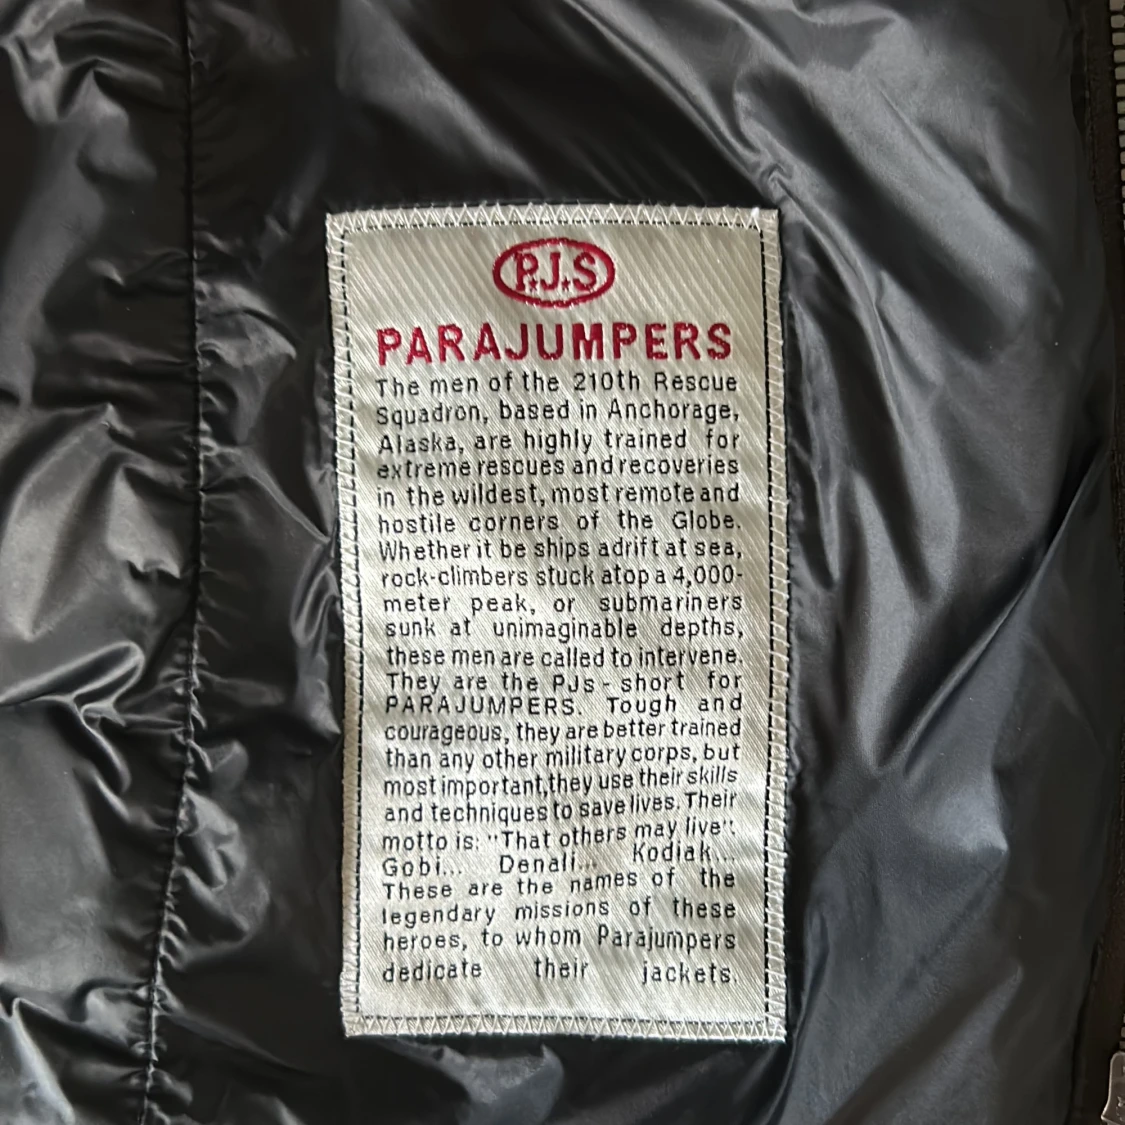 P.J.S
PARAJUMPERS
The men of the 210th Rescue
Squadron, based in Anchorage,
Alaska, are highly trained for
extreme rescues and recoveries
in the wildest, most remote and
hostile corners of the Globe.
Whether it be ships adrift at sea,
rock-climbers stuck atop a 4,000-
meter peak, or submariners
sunk at unimaginable depths,
these men are called to intervene.
They are the PJs - short for
PARAJUMPERS. Tough and
courageous, they are better trained
than any other military corps, but
most important,they use their skills
and techniques to save lives. Their
motto is: "That others may live".
Gobi... Denali... Kodiak...
These are the names of the
legendary missions of these
heroes, to whom Parajumpers
dedicate their jackets.